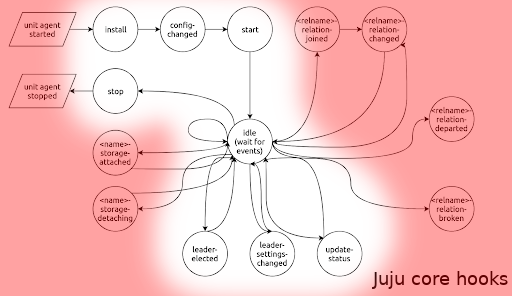 unit agent
started
install
config-
changed
start
<relname>
relation-
joined
<relname>
relation-
changed
unit agent
stopped
stop
<relname>
relation-
departed
idle
(wait for
events)
<name>-
storage-
attached
<name>-
storage-
detaching
<relname>
relation-
broken
leader-
elected
leader-
settings-
changed
update-
status
Juju core hooks